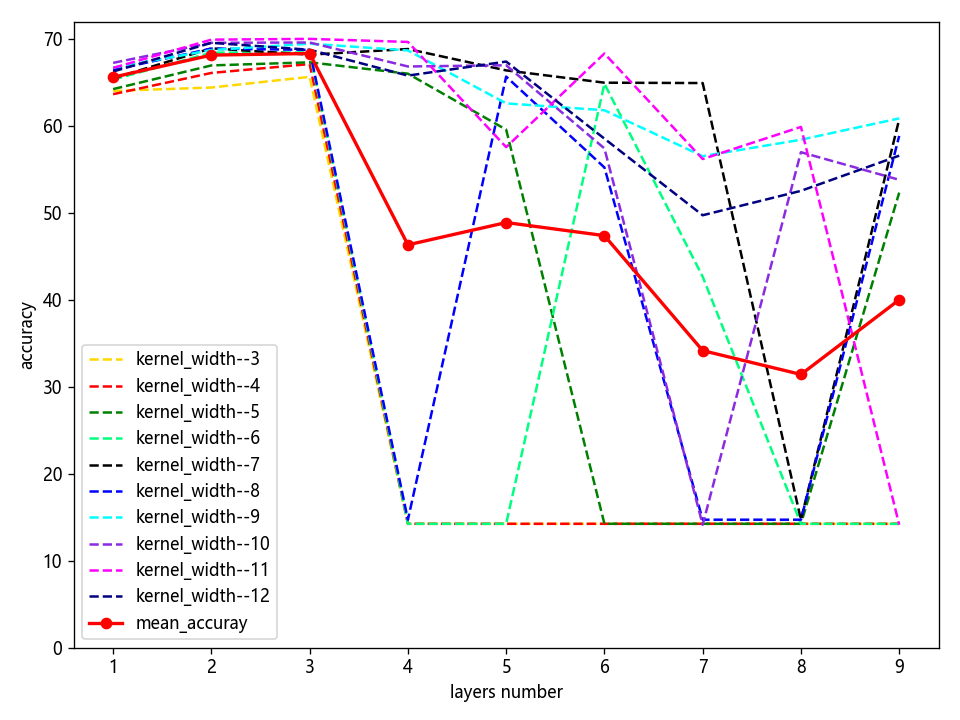 70
60
50
40
30
20
10
0
accuracy
kernel_width--3
kernel_width--4
kernel_width--5
kernel_width--6
kernel_width--7
kernel_width--8
kernel_width--9
kernel_width--10
kernel_width--11
kernel_width--12
mean_accuray
1 2 3 4 5 6 7 8 9
layers number